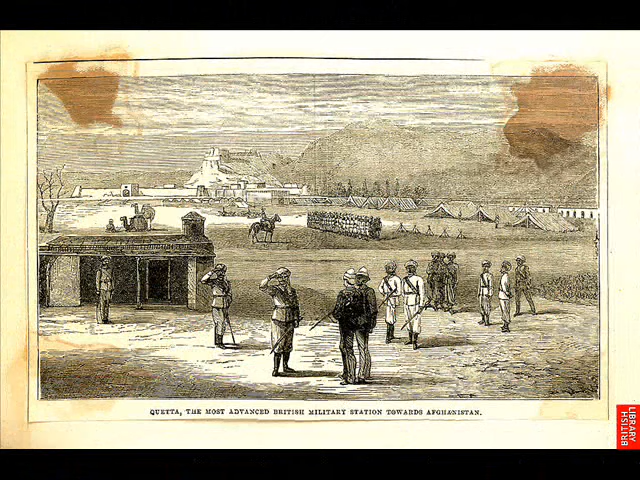 QUETTA, THE MOST ADVANCED BRITISH MILITARY STATION TOWARDS AFGHANISTAN.
LIBRARY
BRITISH